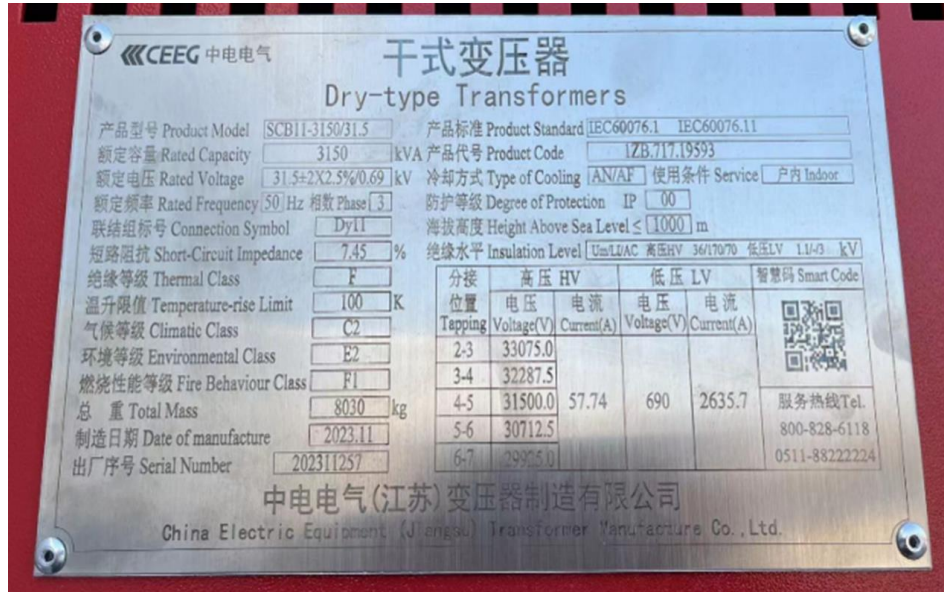 CEEG 中电电气
干式变压器
Dry-type Transformers
产品型号 Product Model SCB11-3150/31.5
额定容量 Rated Capacity 3150 kVA
额定电压 Rated Voltage 31.5±2X2.5%/0.69 kV
额定频率 Rated Frequency 50 Hz 相数 Phase 3
联结组标号 Connection Symbol Dy11
短路阻抗 Short-Circuit Impedance 7.45 %
绝缘等级 Thermal Class F
温升限值 Temperature-rise Limit 100 K
气候等级 Climatic Class C2
环境等级 Environmental Class E2
燃烧性能等级 Fire Behaviour Class F1
总 重 Total Mass 8030 kg
制造日期 Date of manufacture 2023.11
出厂序号 Serial Number 202311257
产品标准 Product Standard IEC60076.1 IEC60076.11
产品代号 Product Code 1ZB.717.19593
冷却方式 Type of Cooling AN/AF 使用条件 Service 户内 Indoor
防护等级 Degree of Protection IP 00
海拔高度 Height Above Sea Level ≤ 1000 m
绝缘水平 Insulation Level Um/LI/AC 高压HV 36/170/70 低压LV 1.1/-/3 kV
分接位置 Tapping 高压 HV 低压 LV 智慧码 Smart Code
电压 Voltage(V) 电流 Current(A) 电压 Voltage(V) 电流 Current(A)
2-3 33075.0
3-4 32287.5
4-5 31500.0 57.74 690 2635.7
5-6 30712.5
6-7 29925.0
服务热线Tel.
800-828-6118
0511-88222224
中电电气(江苏)变压器制造有限公司
China Electric Equipment (Jiangsu) Transformer Manufacture Co.,Ltd.